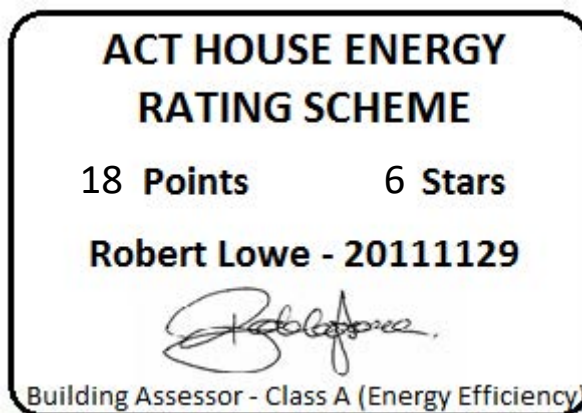 ACT HOUSE ENERGY
RATING SCHEME
18 Points 6 Stars
Robert Lowe - 20111129
Building Assessor - Class A (Energy Efficiency)